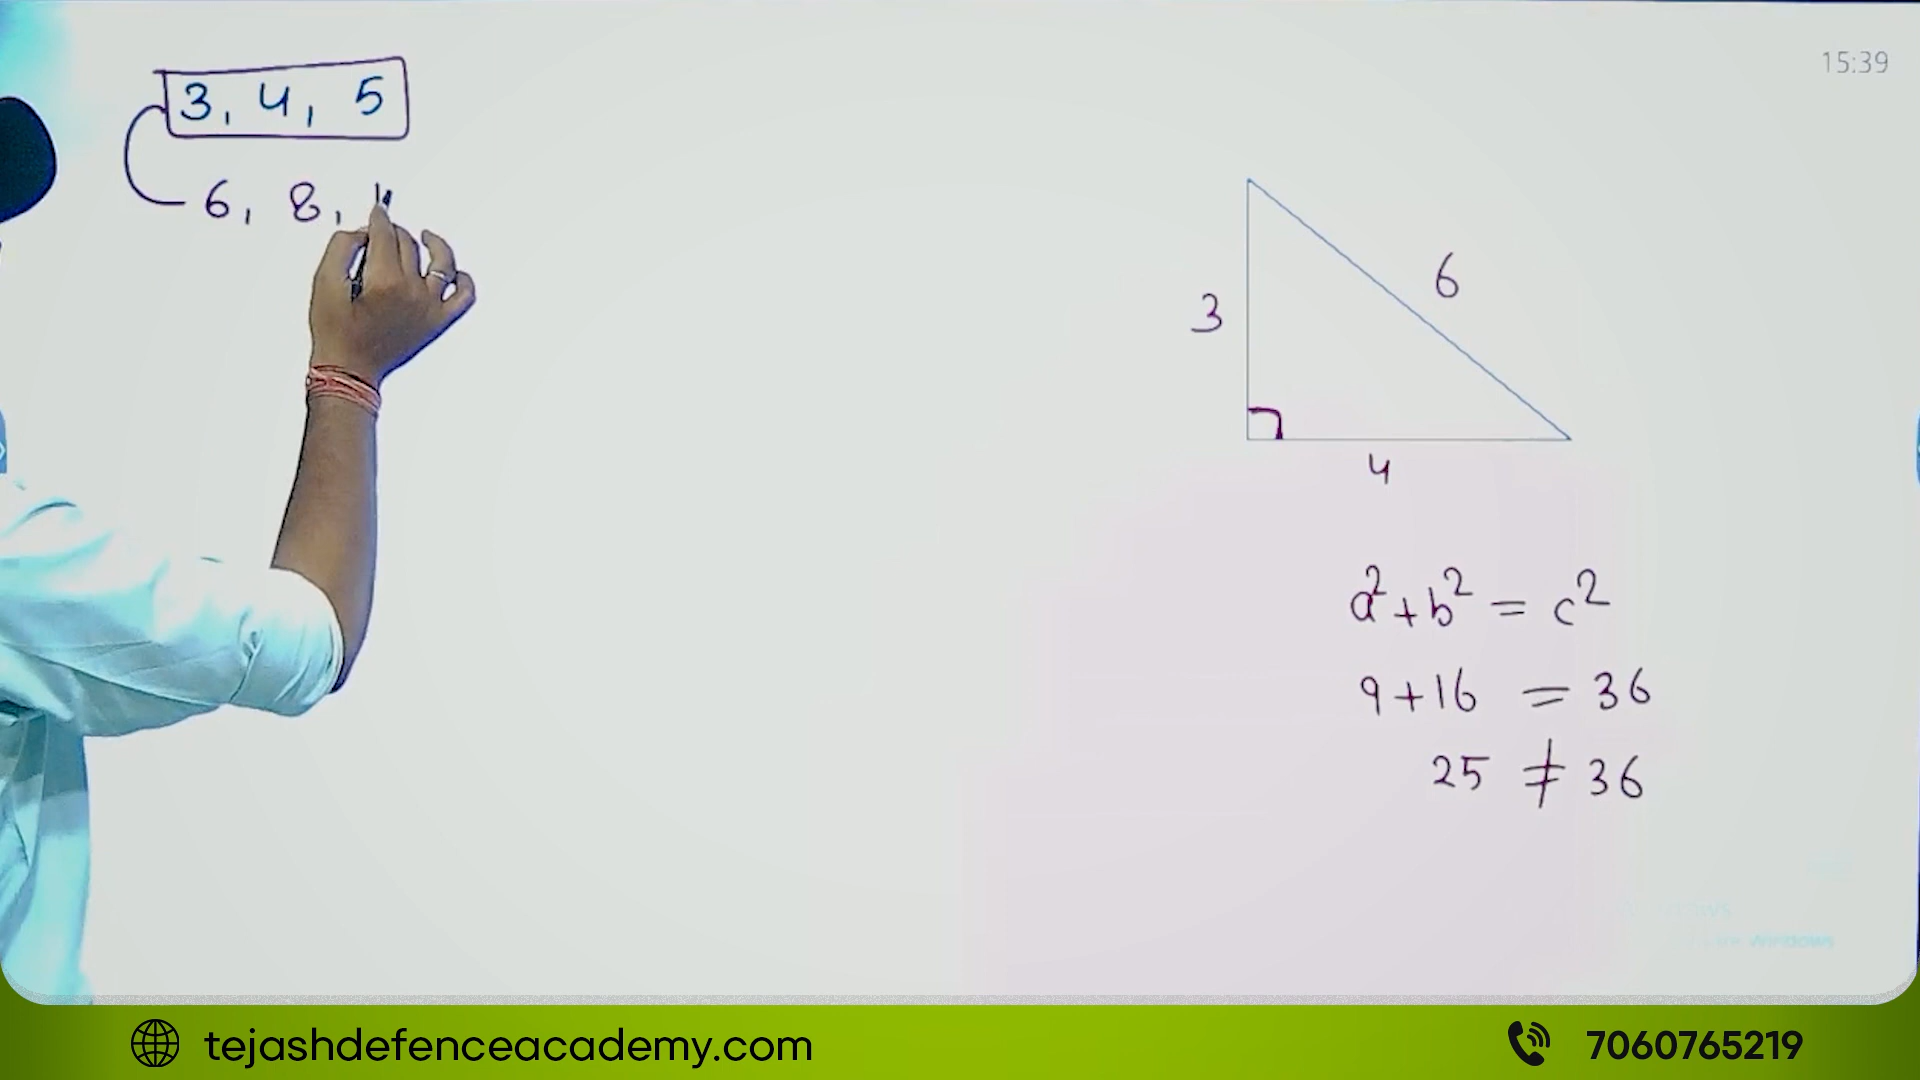 15:39
3, 4, 5
6, 8,
3
6
4
a²+b² = c²
9+16 = 36
25 ≠ 36
tejashdefenceacademy.com
7060765219